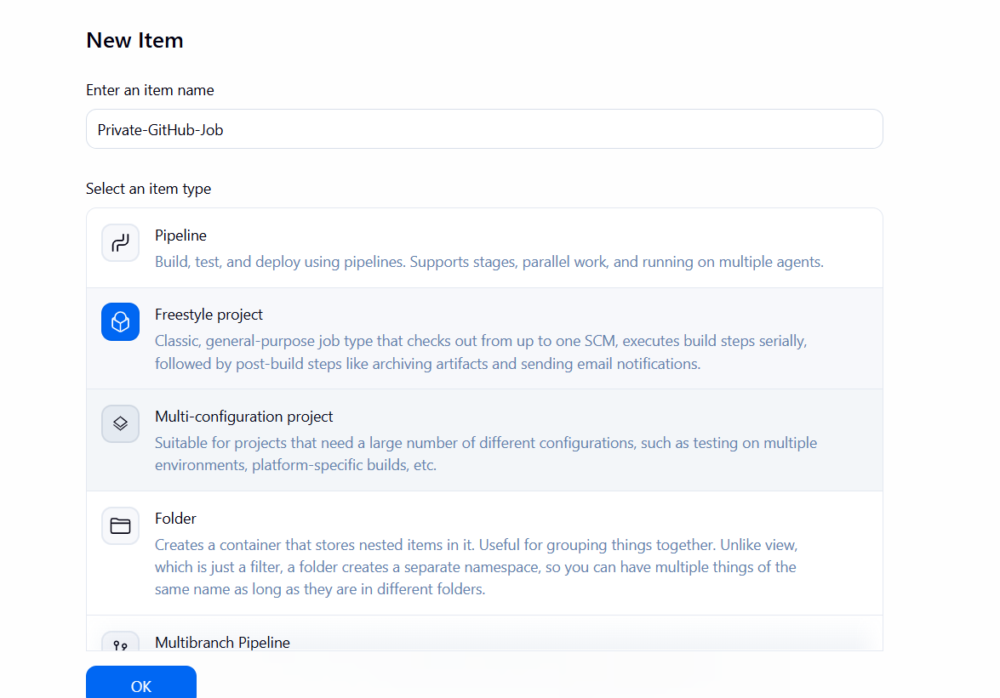 New Item
Enter an item name
Private-GitHub-Job
Select an item type
Pipeline
Build, test, and deploy using pipelines. Supports stages, parallel work, and running on multiple agents.
Freestyle project
Classic, general-purpose job type that checks out from up to one SCM, executes build steps serially,
followed by post-build steps like archiving artifacts and sending email notifications.
Multi-configuration project
Suitable for projects that need a large number of different configurations, such as testing on multiple
environments, platform-specific builds, etc.
Folder
Creates a container that stores nested items in it. Useful for grouping things together. Unlike view,
which is just a filter, a folder creates a separate namespace, so you can have multiple things of the
same name as long as they are in different folders.
Multibranch Pipeline
OK